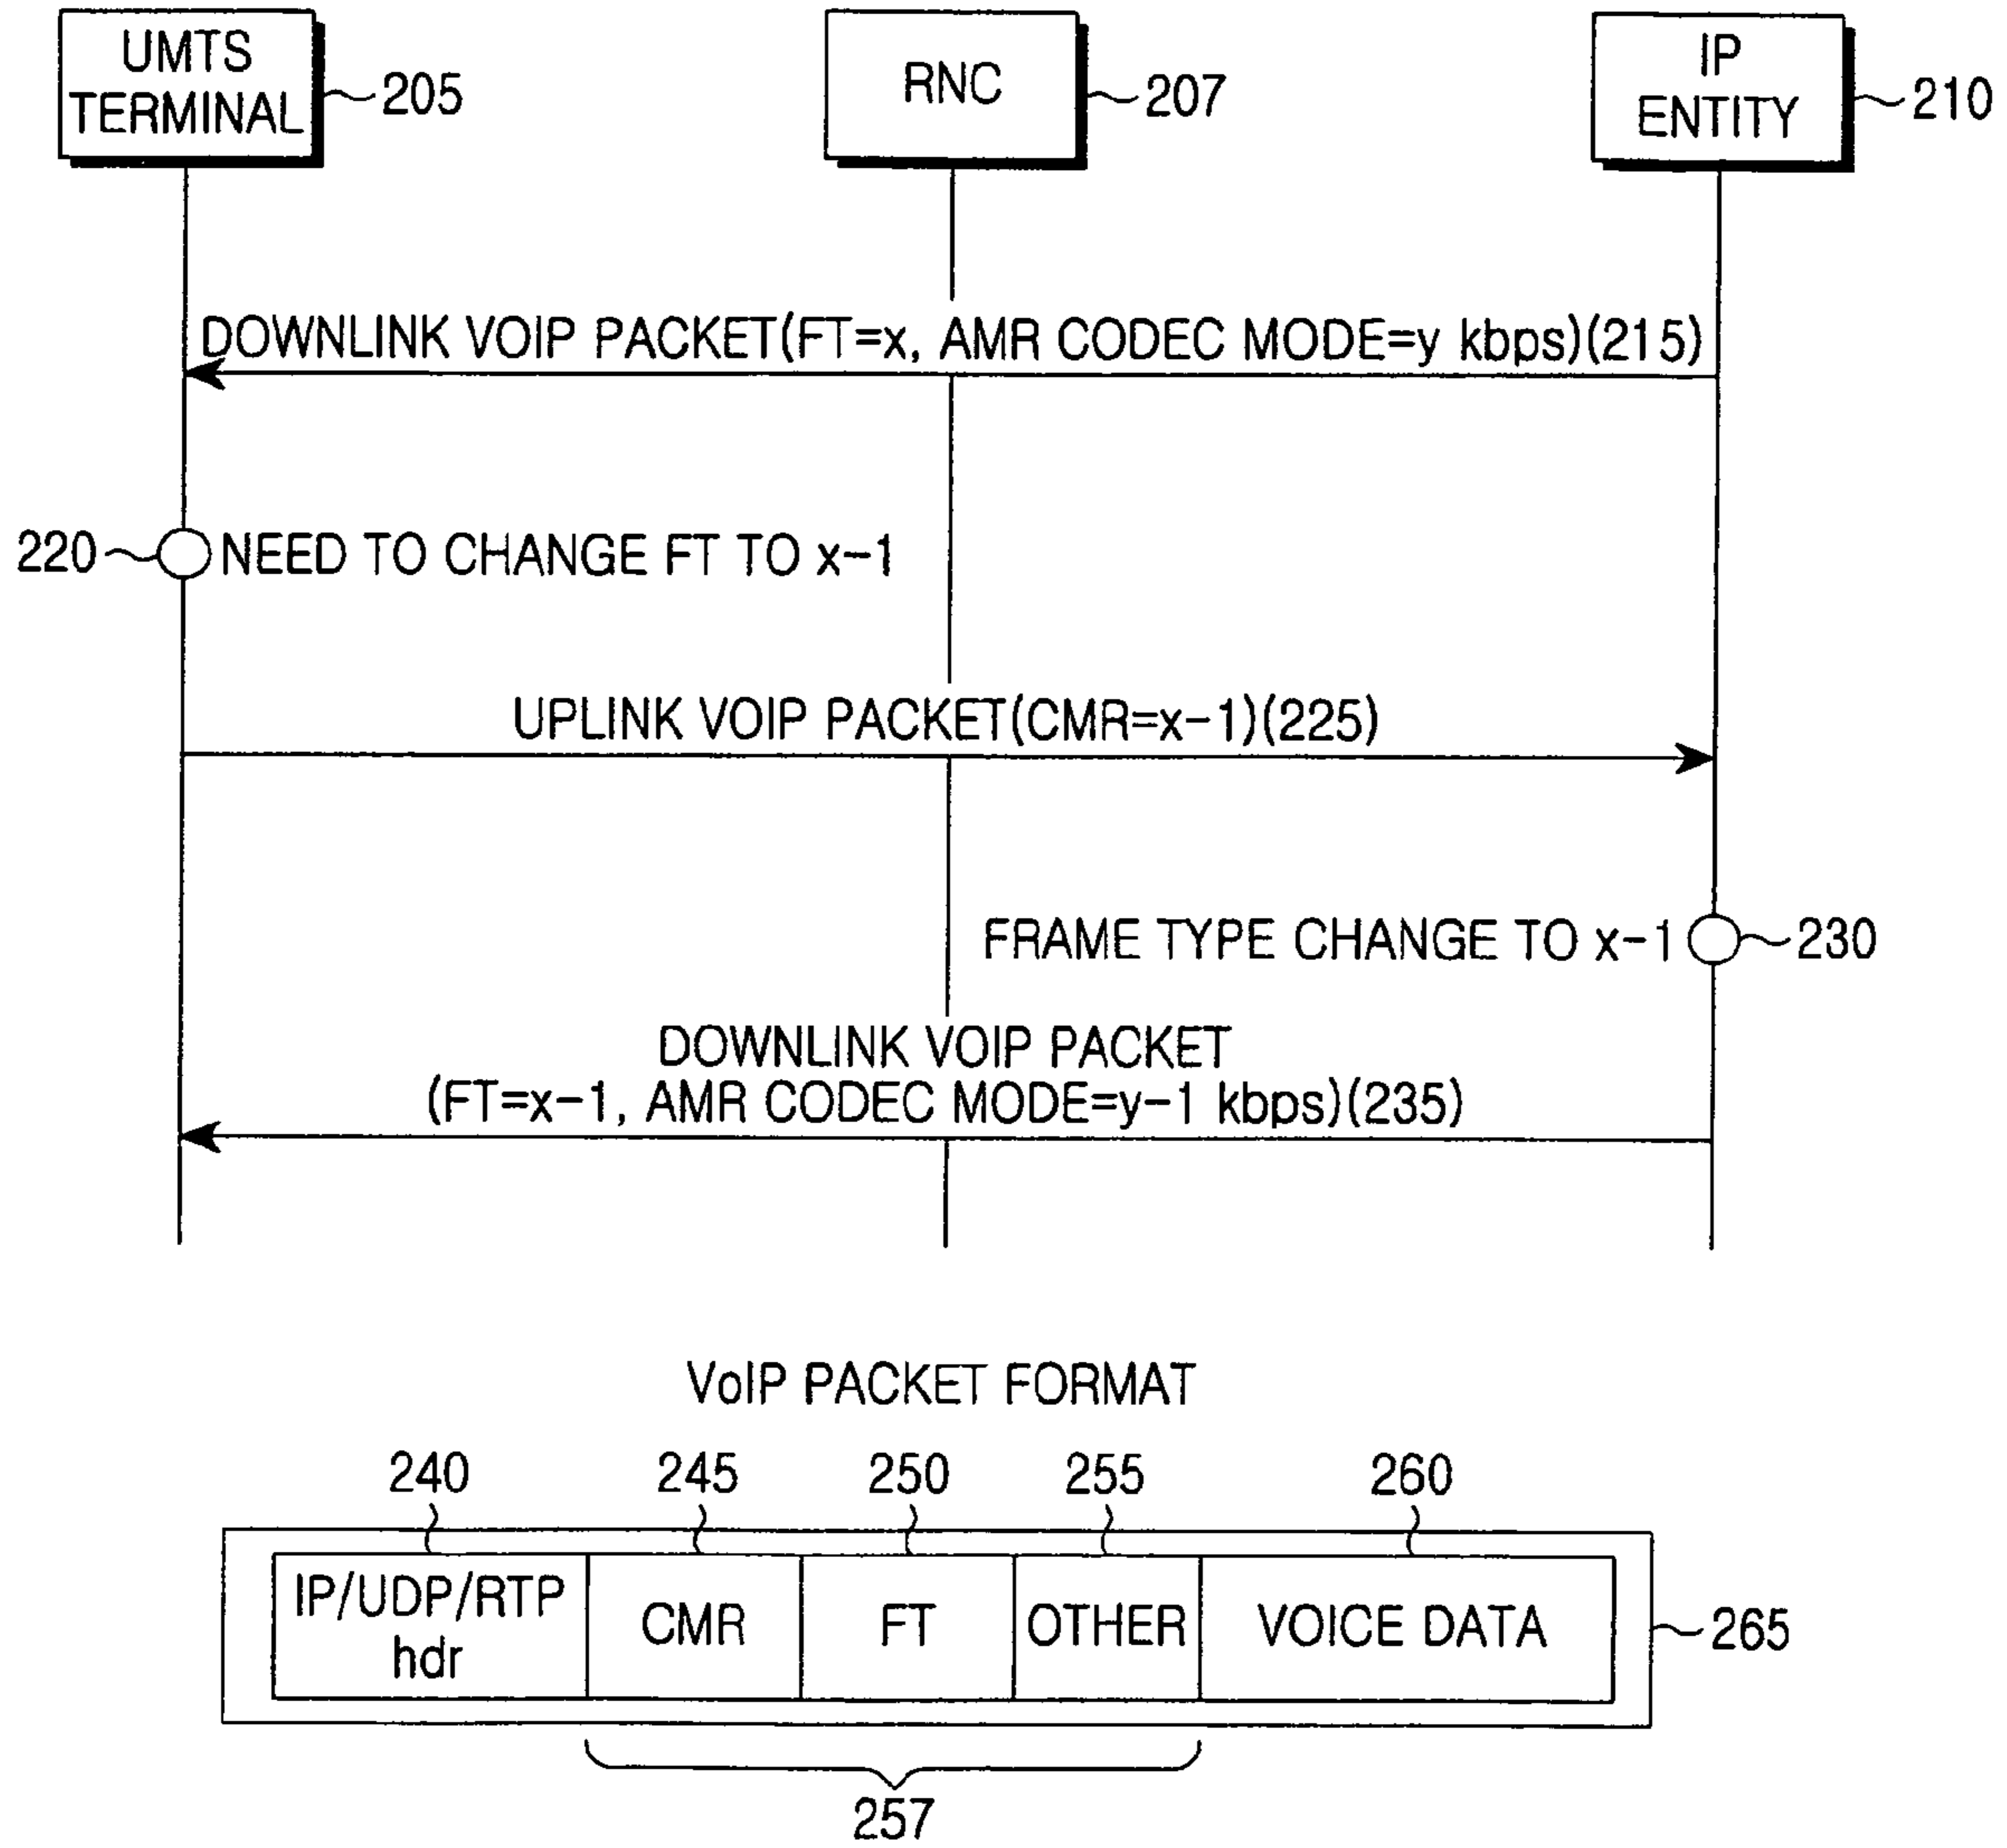 UMTS
TERMINAL
205
RNC
207
IP
ENTITY
210
DOWNLINK VOIP PACKET(FT=x, AMR CODEC MODE=y kbps)(215)
220
NEED TO CHANGE FT TO x-1
UPLINK VOIP PACKET(CMR=x-1)(225)
FRAME TYPE CHANGE TO x-1
230
DOWNLINK VOIP PACKET
(FT=x-1, AMR CODEC MODE=y-1 kbps)(235)
VoIP PACKET FORMAT
240
245
250
255
260
IP/UDP/RTP
hdr
CMR
FT
OTHER
VOICE DATA
265
257